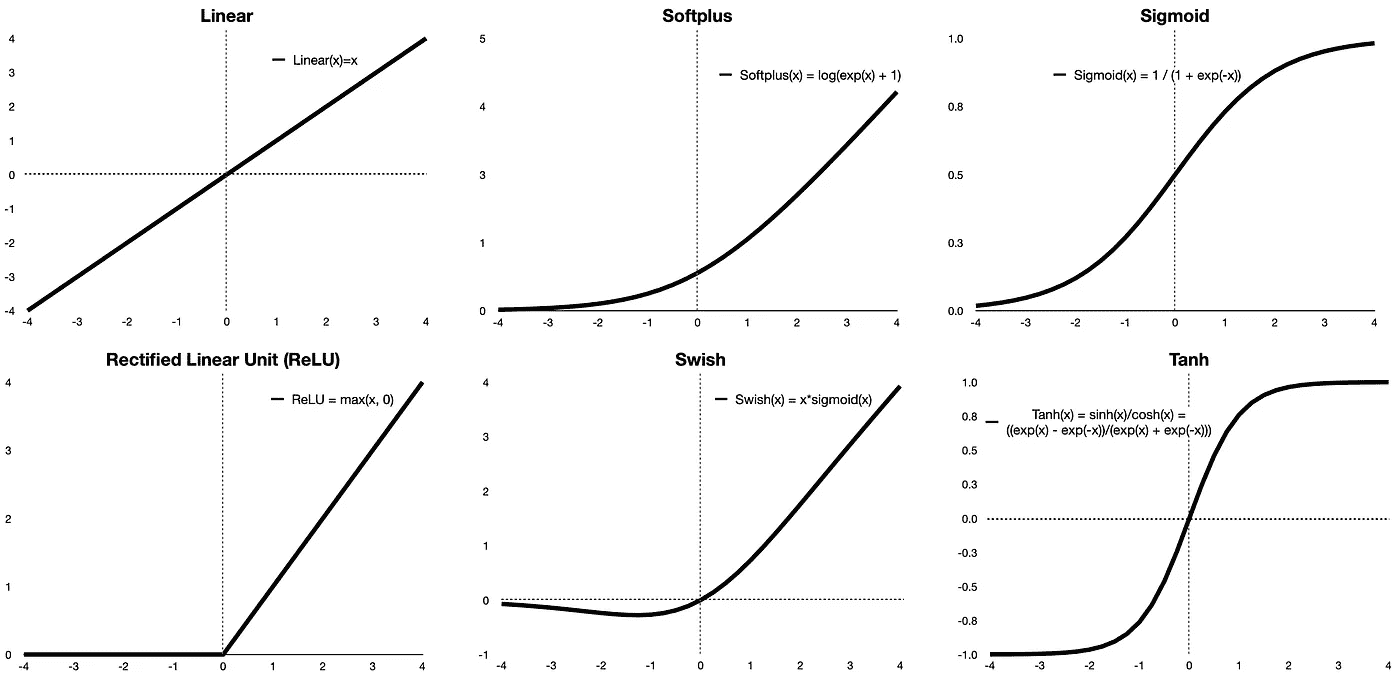 Linear
4
3
2
1
0
-1
-2
-3
-4
-4 -3 -2 -1 0 1 2 3 4
Linear(x)=x
Softplus
5
4
3
1
0
-4 -3 -2 -1 0 1 2 3 4
Softplus(x) = log(exp(x) + 1)
Sigmoid
1.0
0.8
0.5
0.3
0.0
-4 -3 -2 -1 0 1 2 3 4
Sigmoid(x) = 1 / (1 + exp(-x))
Rectified Linear Unit (ReLU)
4
3
2
1
0
-4 -3 -2 -1 0 1 2 3 4
ReLU = max(x, 0)
Swish
4
3
2
1
0
-1
-4 -3 -2 -1 0 1 2 3 4
Swish(x) = x*sigmoid(x)
Tanh
1.0
0.8
0.5
0.3
0.0
-0.3
-0.5
-0.8
-1.0
-4 -3 -2 -1 0 1 2 3 4
Tanh(x) = sinh(x)/cosh(x) =
((exp(x) - exp(-x))/(exp(x) + exp(-x)))